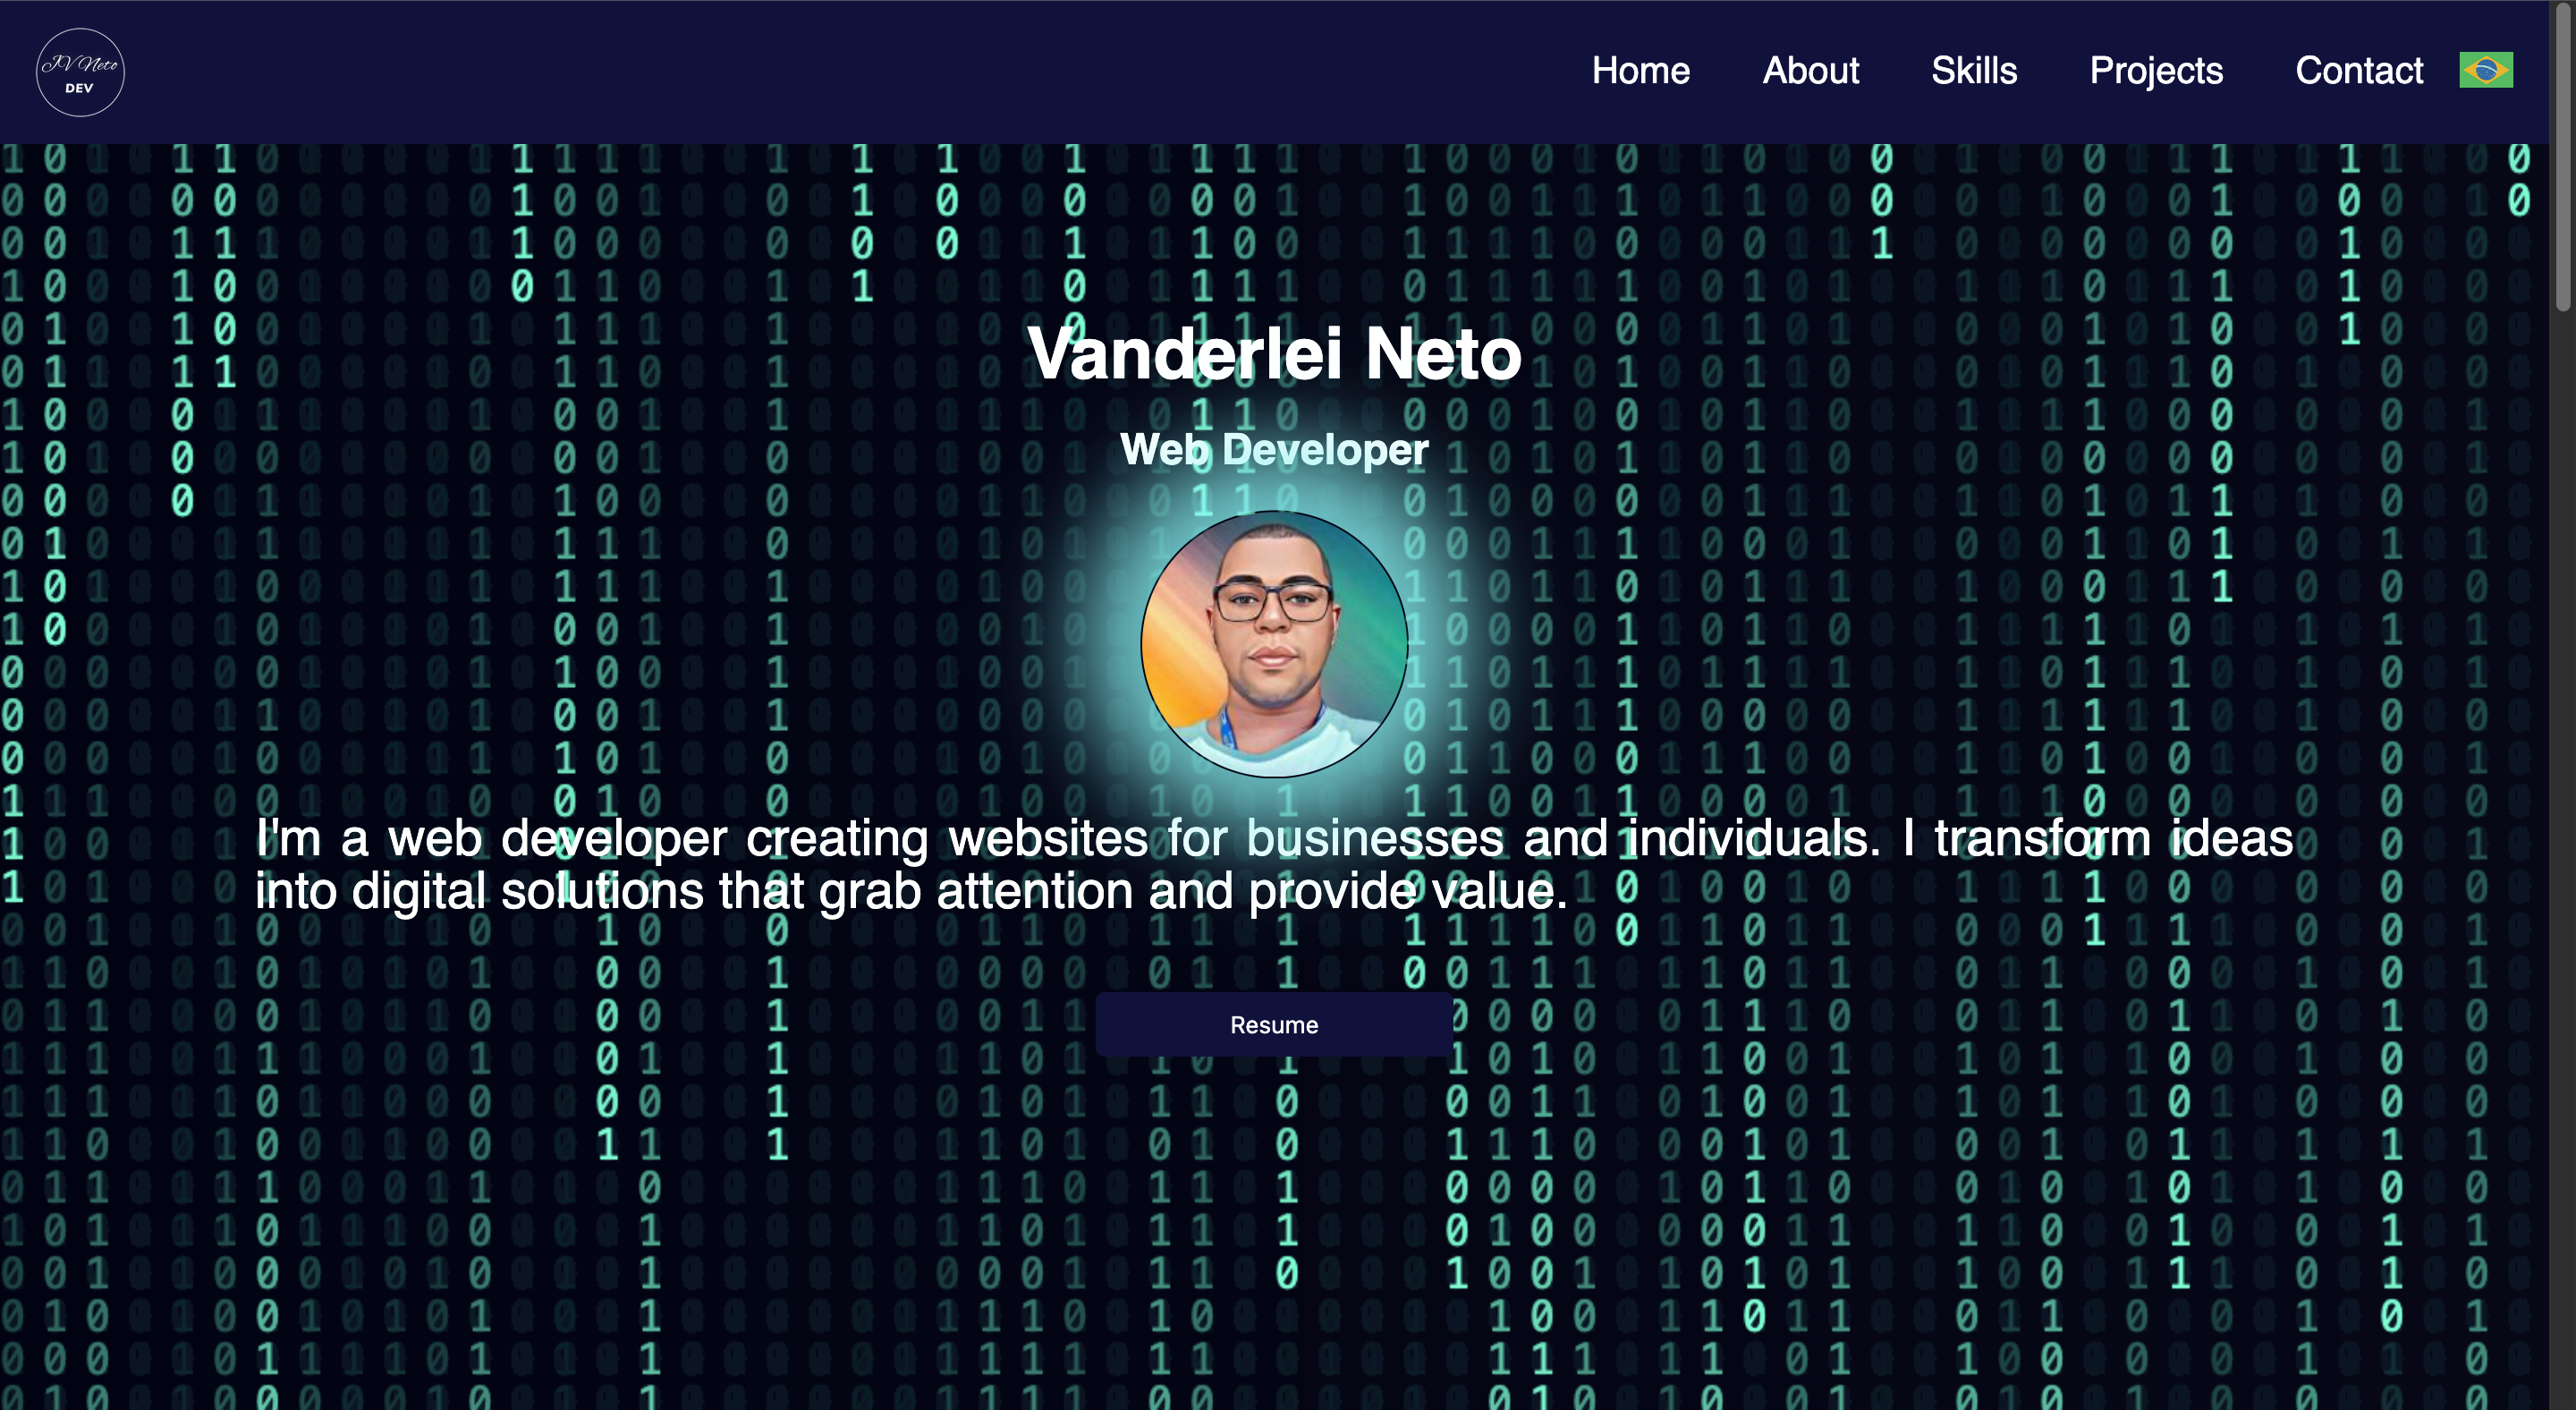 JV Neto
DEV
Home About Skills Projects Contact
Vanderlei Neto
Web Developer
I'm a web developer creating websites for businesses and individuals. I transform ideas
into digital solutions that grab attention and provide value.
Resume